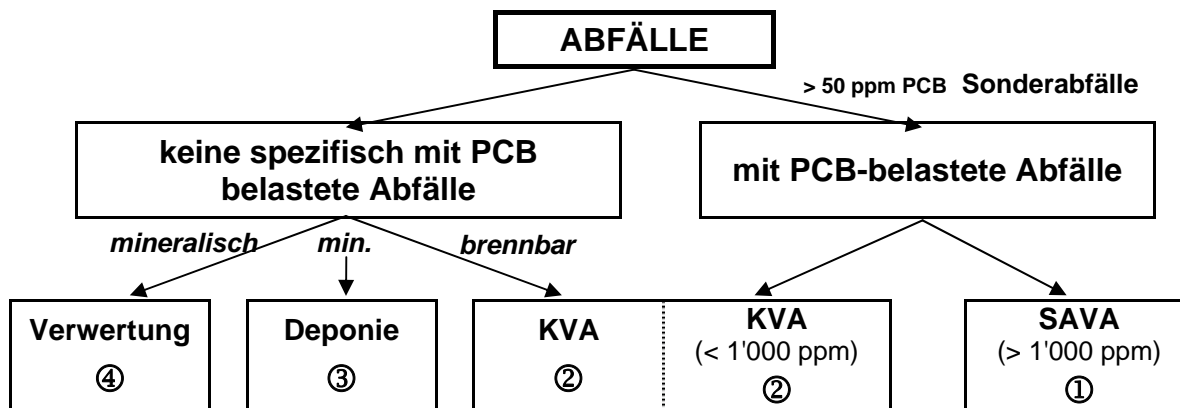 ABFÄLLE
> 50 ppm PCB Sonderabfälle
keine spezifisch mit PCB
belastete Abfälle
mit PCB-belastete Abfälle
mineralisch min. brennbar
Verwertung
④
Deponie
③
KVA
②
KVA
(< 1'000 ppm)
②
SAVA
(> 1'000 ppm)
①